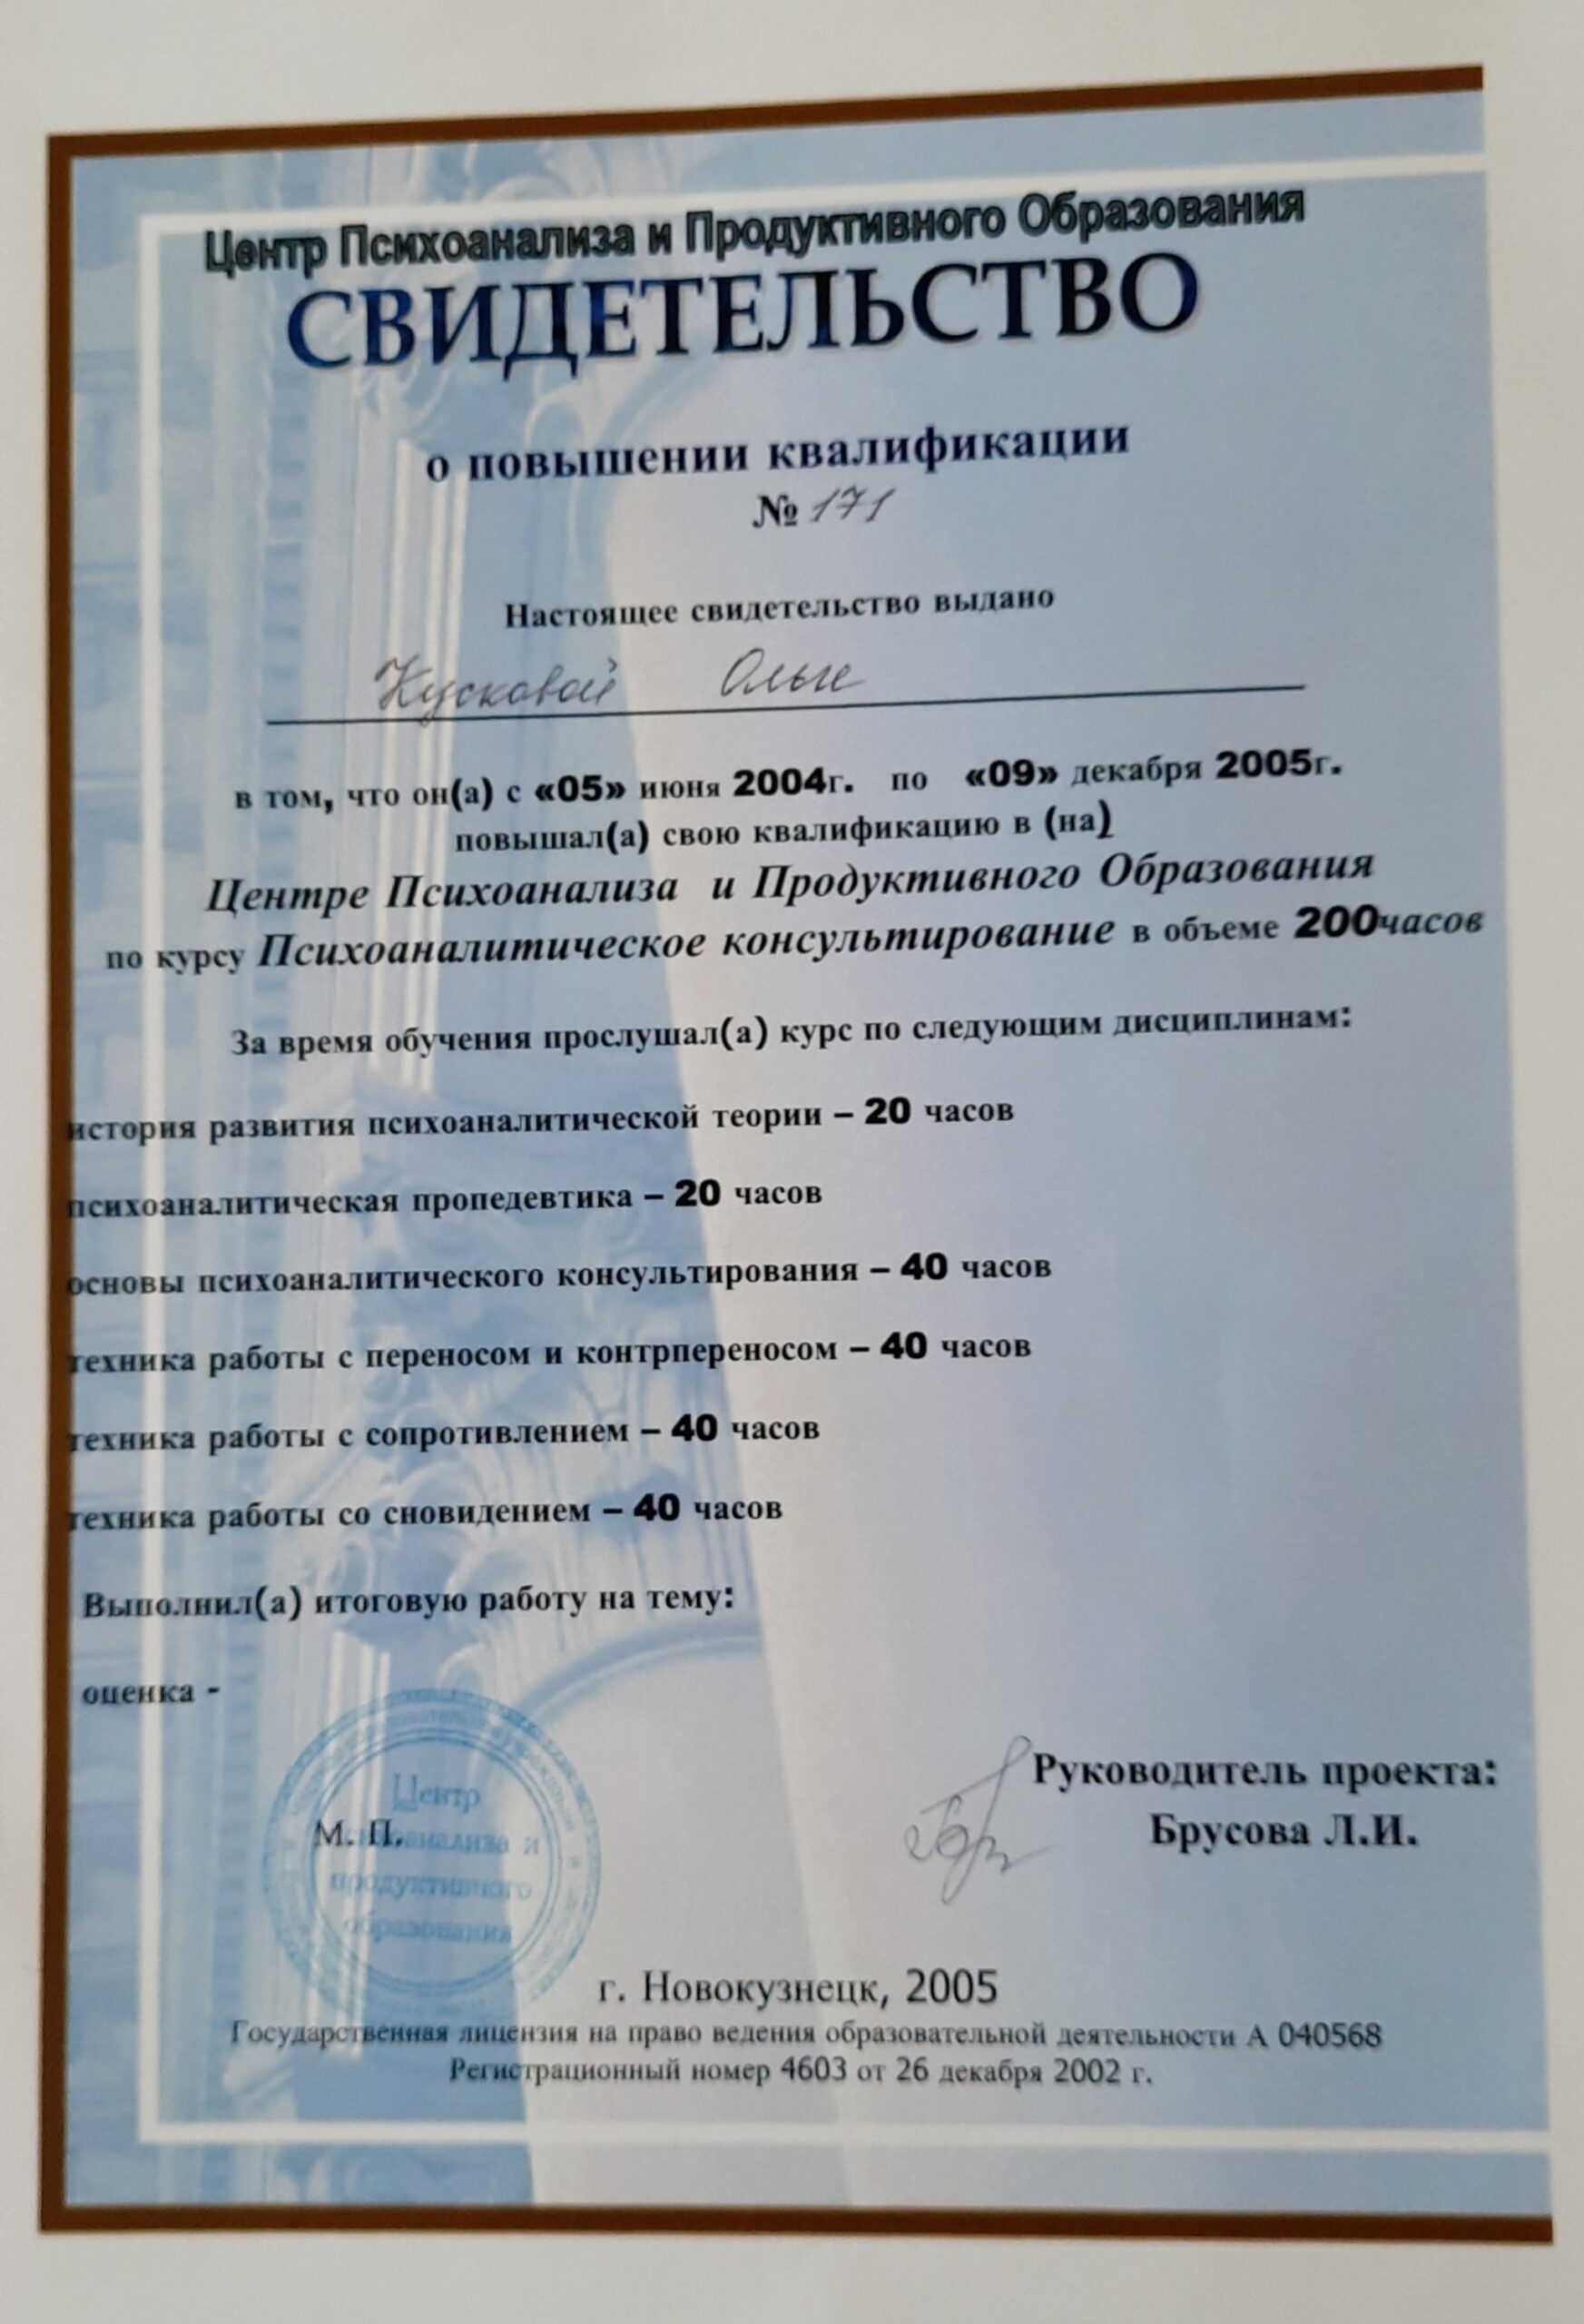 Центр Психоанализа и Продуктивного Образования
СВИДЕТЕЛЬСТВО
о повышении квалификации
№ 171
Настоящее свидетельство выдано
Кусковой Ольге
в том, что он(а) с «05» июня 2004г. по «09» декабря 2005г.
повышал(а) свою квалификацию в (на)
Центре Психоанализа и Продуктивного Образования
по курсу Психоаналитическое консультирование в объеме 200часов
За время обучения прослушал(а) курс по следующим дисциплинам:
история развития психоаналитической теории – 20 часов
психоаналитическая пропедевтика – 20 часов
основы психоаналитического консультирования – 40 часов
техника работы с переносом и контрпереносом – 40 часов
техника работы с сопротивлением – 40 часов
техника работы со сновидением – 40 часов
Выполнил(а) итоговую работу на тему:
оценка -
Руководитель проекта:
Брусова Л.И.
М. П.
Центр
психоанализа и
продуктивного
образования
г. Новокузнецк, 2005
Государственная лицензия на право ведения образовательной деятельности А 040568
Регистрационный номер 4603 от 26 декабря 2002 г.